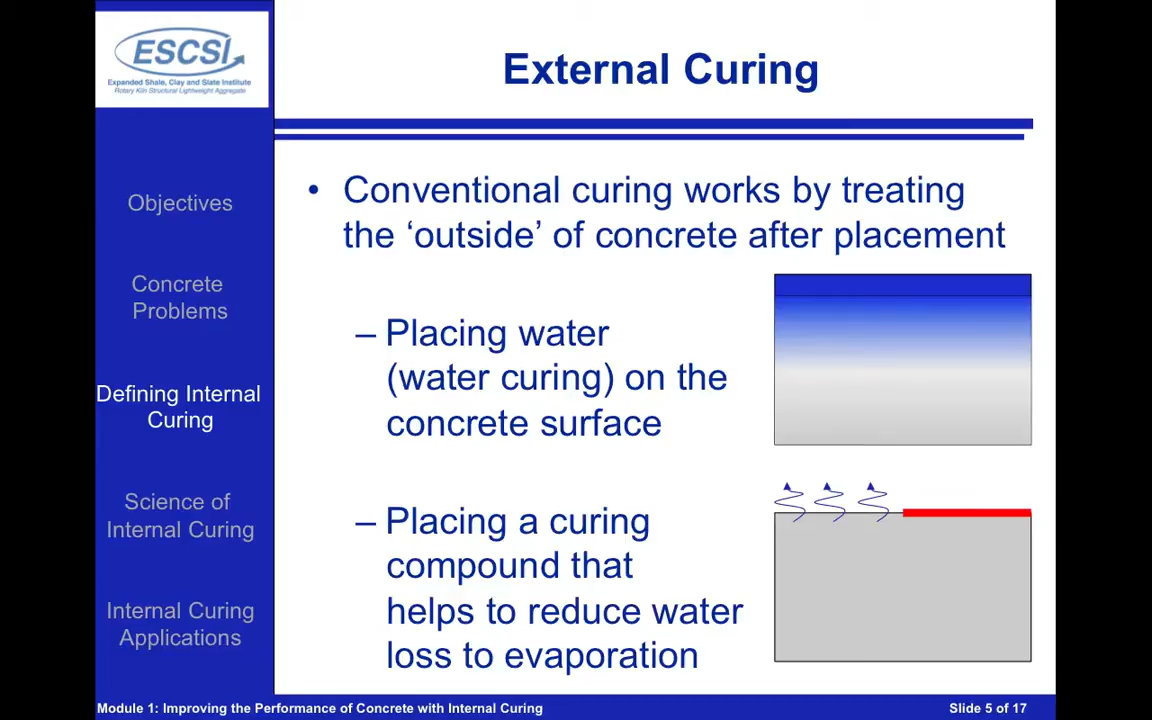 ESCSI
Expanded Shale, Clay and Slate Institute
Rotary Kiln Structural Lightweight Aggregate
External Curing
Objectives
Concrete
Problems
Defining Internal
Curing
Science of
Internal Curing
Internal Curing
Applications
• Conventional curing works by treating
the ‘outside’ of concrete after placement
– Placing water
(water curing) on the
concrete surface
– Placing a curing
compound that
helps to reduce water
loss to evaporation
Module 1: Improving the Performance of Concrete with Internal Curing
Slide 5 of 17